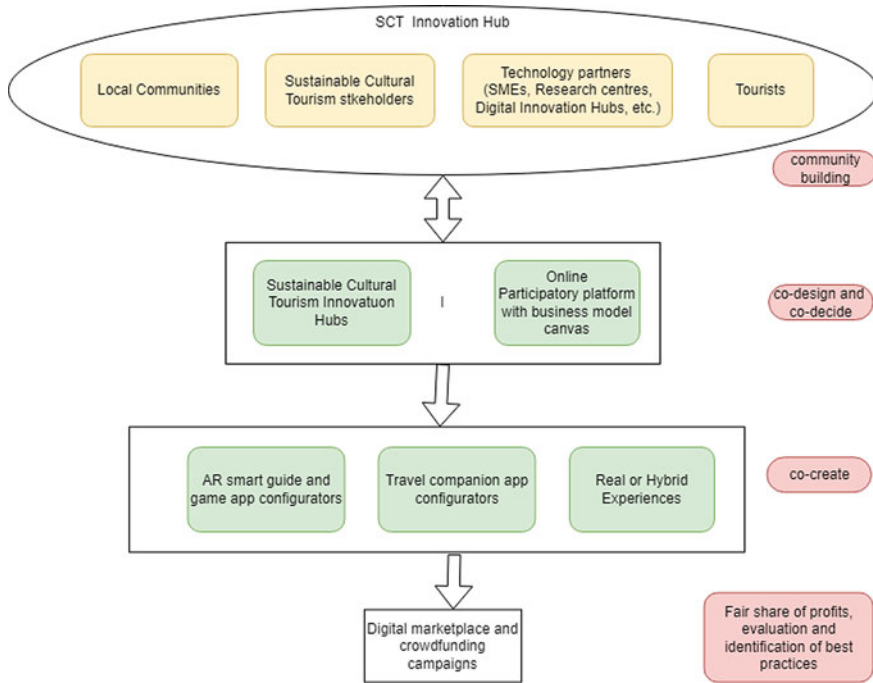 SCT Innovation Hub
Local Communities
Sustainable Cultural
Tourism stkeholders
Technology partners
(SMEs, Research centres,
Digital Innovation Hubs, etc.)
Tourists
community
building
Sustainable Cultural
Tourism Innovatuon
Hubs
I
Online
Participatory platform
with business model
canvas
co-design and
co-decide
AR smart guide and
game app configurators
Travel companion app
configurators
Real or Hybrid
Experiences
co-create
Digital marketplace and
crowdfunding
campaigns
Fair share of profits,
evaluation and
identification of best
practices